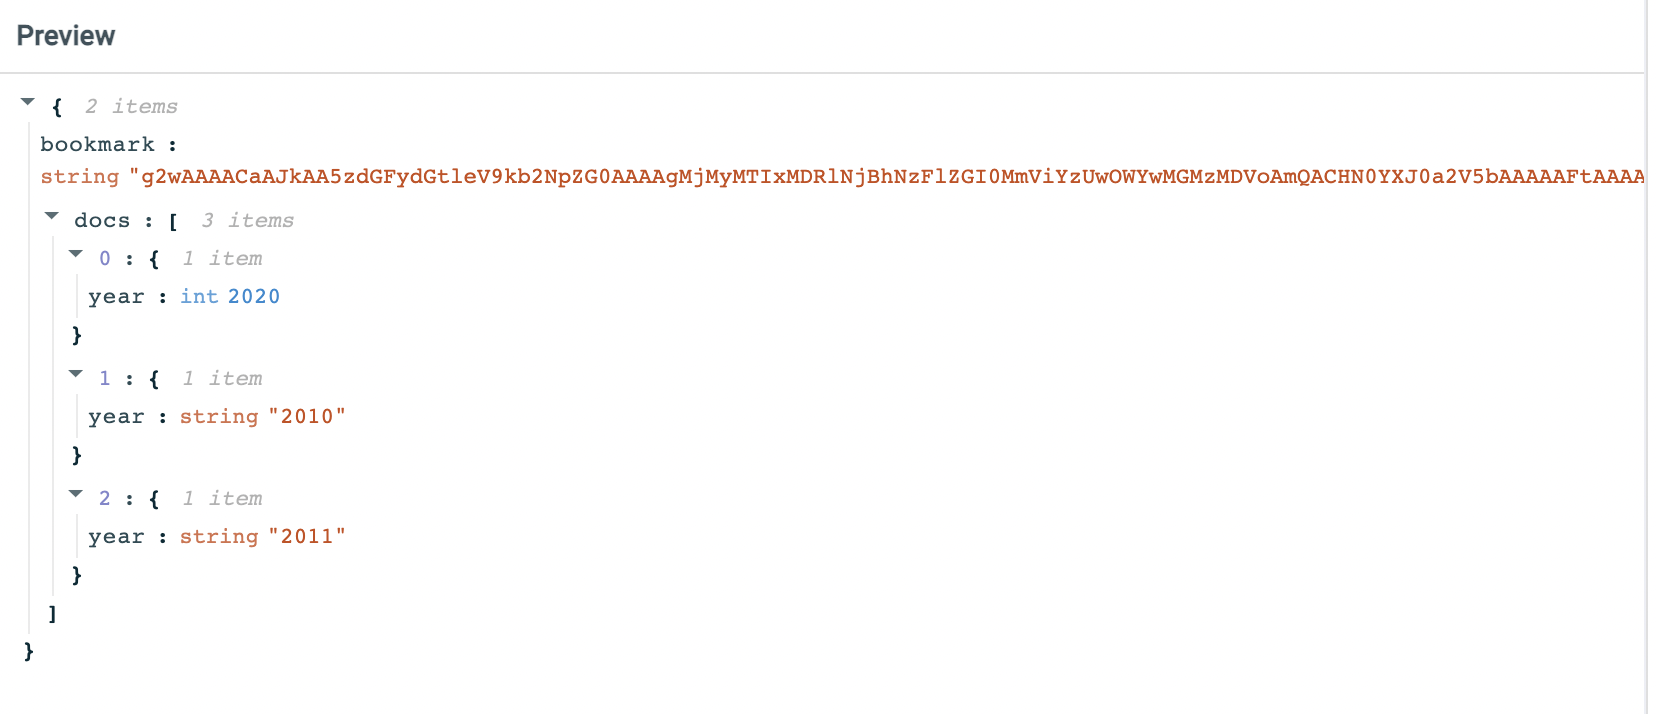 Preview
{ 2 items
bookmark :
string "g2wAAAACaAJkAA5zdGFydGtleV9kb2NpZG0AAAAgMjMyMTIxMDRlNjBhNzFlZGI0MmViYzUwOWYwMGMzMDVoAmQACHN0YXJ0a2V5bAAAAAFtAAAA
docs : [ 3 items
0 : { 1 item
year : int 2020
}
1 : { 1 item
year : string "2010"
}
2 : { 1 item
year : string "2011"
}
]
}